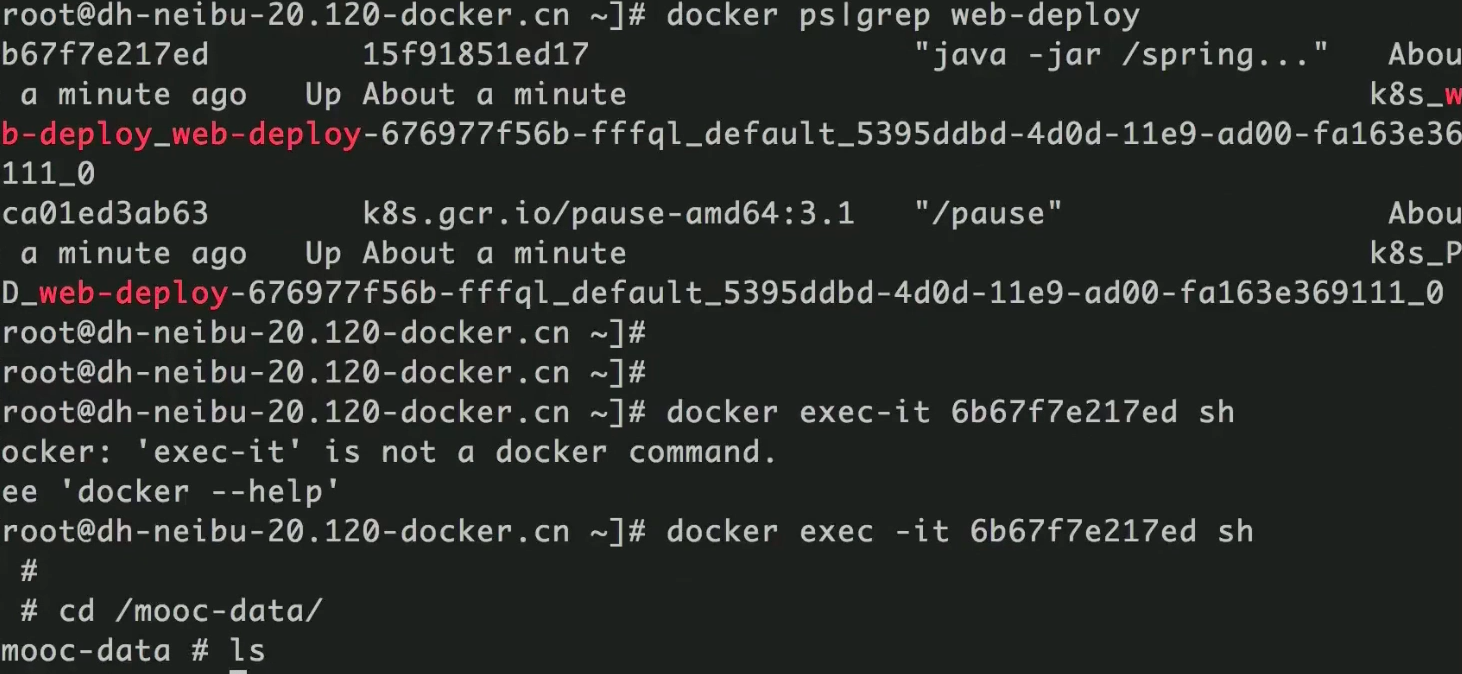 root@dh-neibu-20.120-docker.cn ~]# docker ps|grep web-deploy
b67f7e217ed 15f91851ed17 "java -jar /spring..." Abou
a minute ago Up About a minute k8s_w
b-deploy_web-deploy-676977f56b-fffql_default_5395ddbd-4d0d-11e9-ad00-fa163e36
111_0
ca01ed3ab63 k8s.gcr.io/pause-amd64:3.1 "/pause" Abou
a minute ago Up About a minute k8s_P
D_web-deploy-676977f56b-fffql_default_5395ddbd-4d0d-11e9-ad00-fa163e369111_0
root@dh-neibu-20.120-docker.cn ~]#
root@dh-neibu-20.120-docker.cn ~]#
root@dh-neibu-20.120-docker.cn ~]# docker exec-it 6b67f7e217ed sh
ocker: 'exec-it' is not a docker command.
ee 'docker --help'
root@dh-neibu-20.120-docker.cn ~]# docker exec -it 6b67f7e217ed sh
#
# cd /mooc-data/
mooc-data # ls